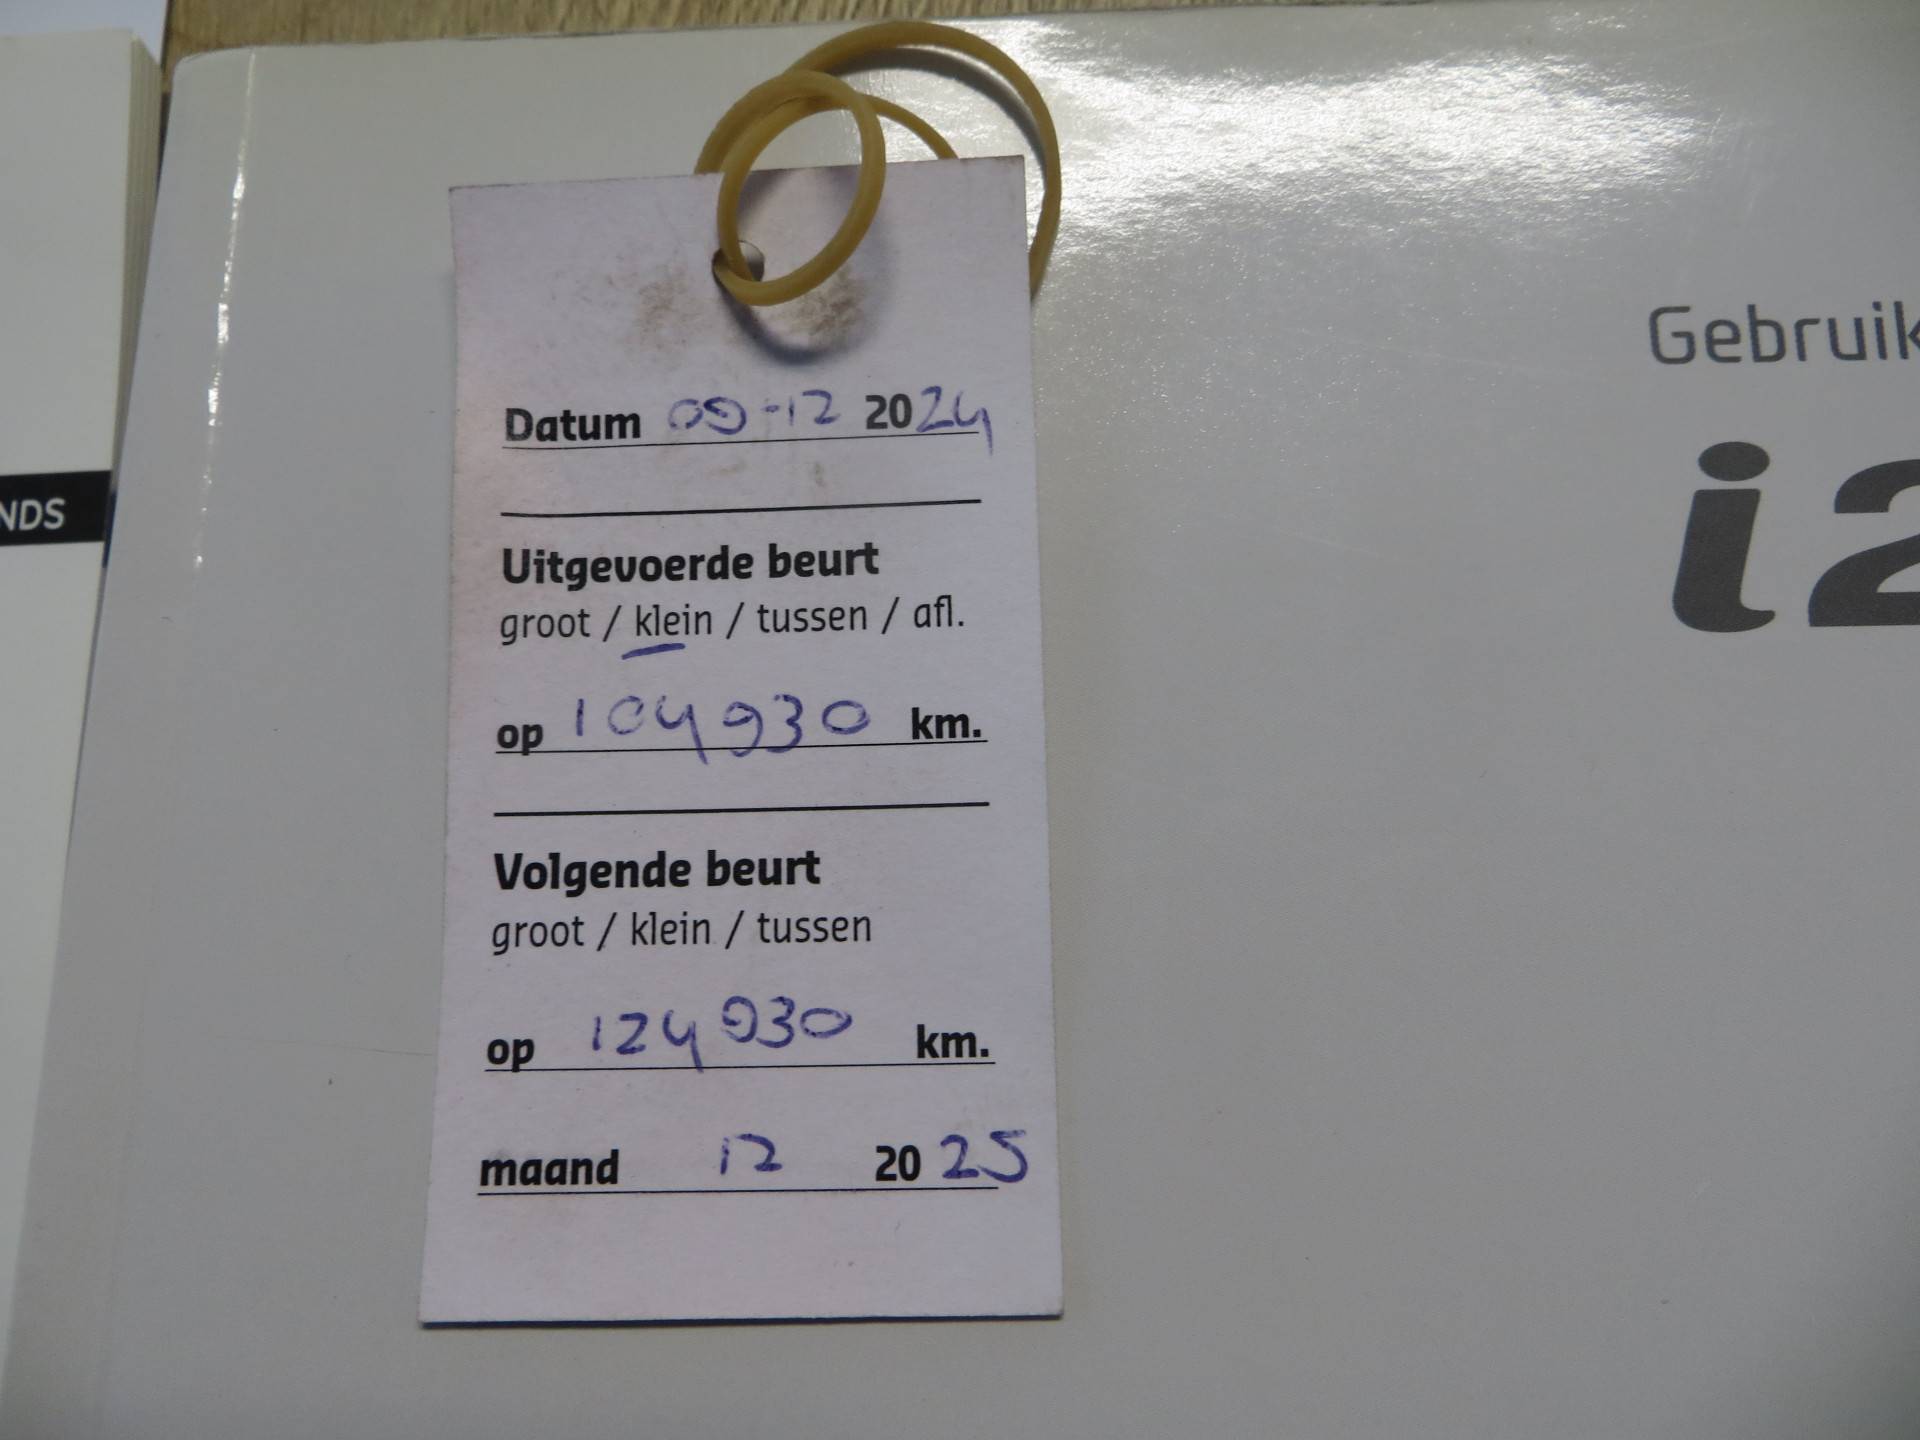 NDS
Gebruik
i2
Datum 09-12 2024
Uitgevoerde beurt
groot / klein / tussen / afl.
op 104930 km.
Volgende beurt
groot / klein / tussen
op 124930 km.
maand 12 2025